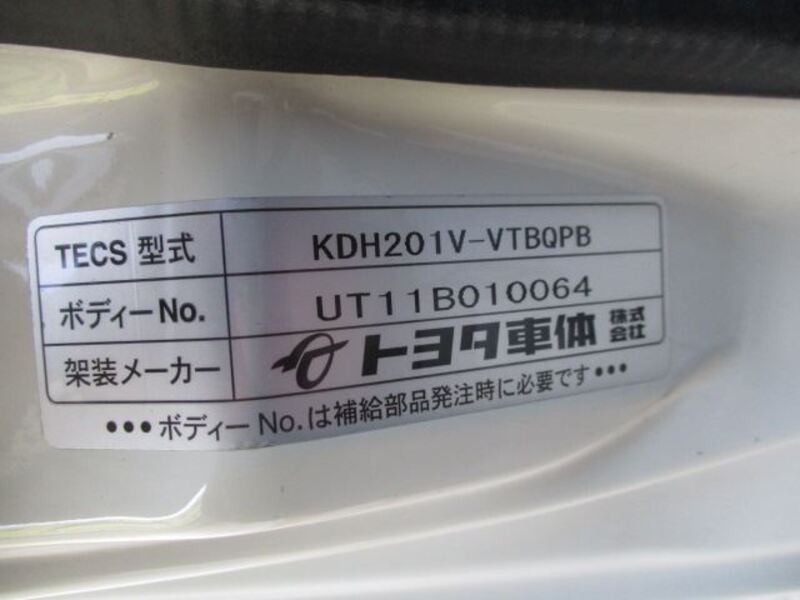 TECS 型式 KDH201V-VTBQPB
ボディーNo. UT11B010064
架装メーカー トヨタ車体 株式会社
•••ボディーNo.は補給部品発注時に必要です•••